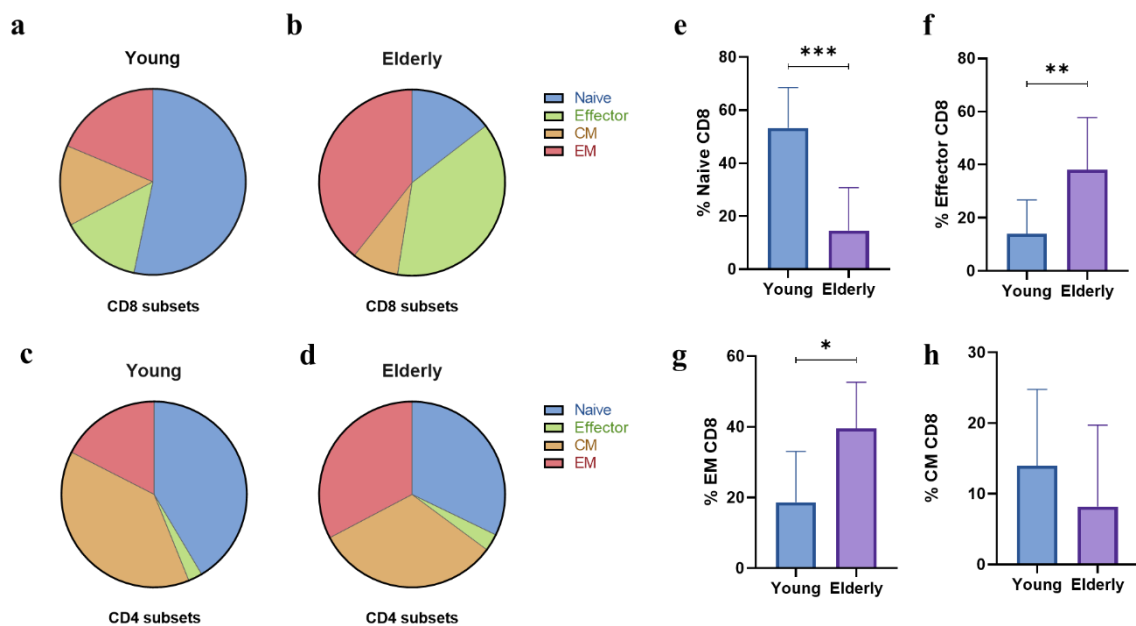 a
Young
CD8 subsets
b
Elderly
CD8 subsets
Naive
Effector
CM
EM
c
Young
CD4 subsets
d
Elderly
CD4 subsets
Naive
Effector
CM
EM
e
% Naive CD8
80
60
40
20
0
***
Young Elderly
f
% Effector CD8
80
60
40
20
0
**
Young Elderly
g
% EM CD8
60
40
20
0
*
Young Elderly
h
% CM CD8
30
20
10
0
Young Elderly